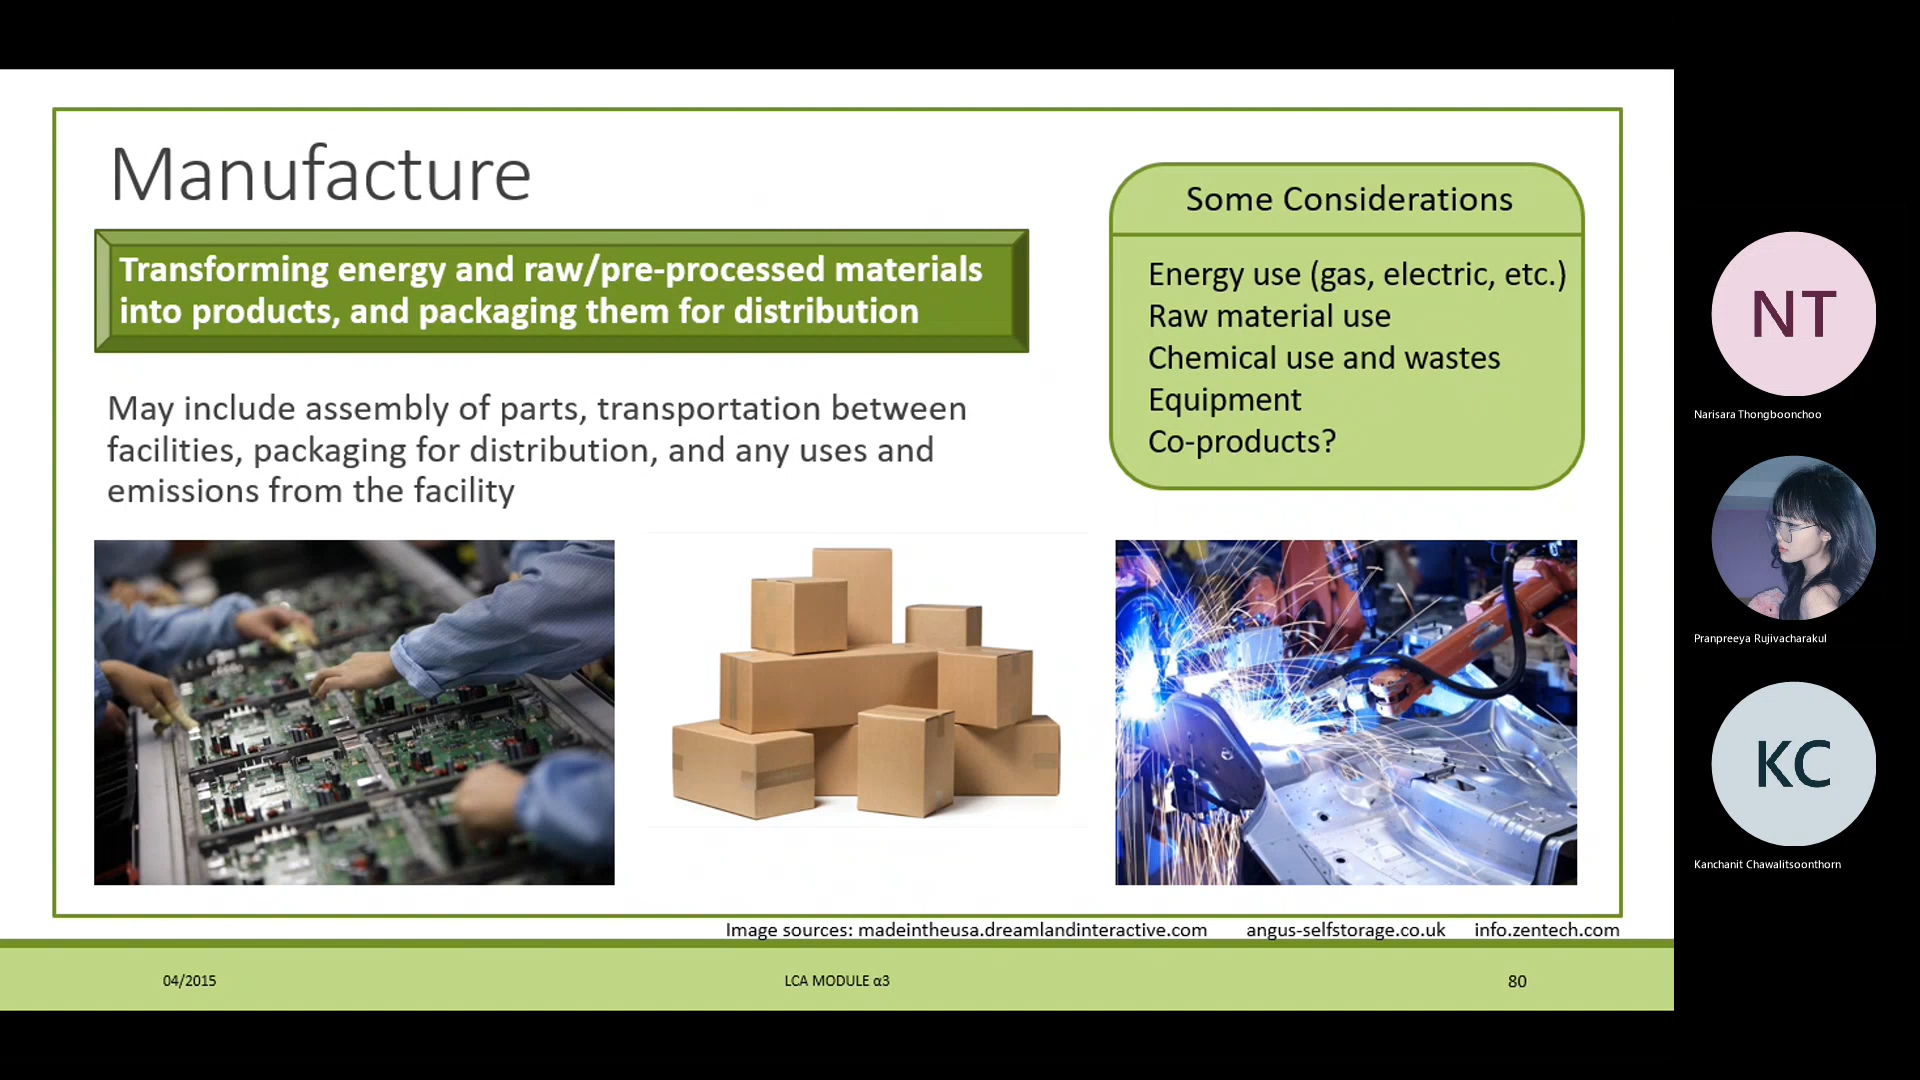 Manufacture
Transforming energy and raw/pre-processed materials
into products, and packaging them for distribution
May include assembly of parts, transportation between
facilities, packaging for distribution, and any uses and
emissions from the facility
Some Considerations
Energy use (gas, electric, etc.)
Raw material use
Chemical use and wastes
Equipment
Co-products?
Image sources: madeintheusa.dreamlandinteractive.com angus-selfstorage.co.uk info.zentech.com
04/2015 LCA MODULE α3 80
NT
Narisara Thongboonchoo
Pranpreeya Rujivacharakul
KC
Kanchanit Chawalitsoonthorn